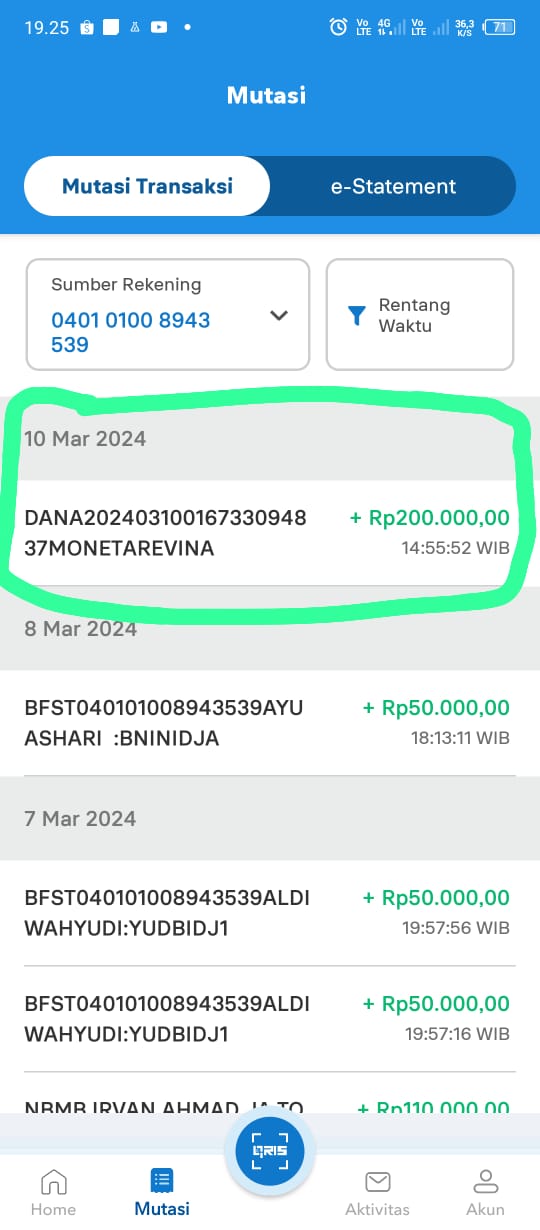 19.25 Vo LTE 4G Vo LTE 36,3 K/S 71
Mutasi
Mutasi Transaksi e-Statement
Sumber Rekening
0401 0100 8943
539
Rentang
Waktu
10 Mar 2024
DANA202403100167330948 + Rp200.000,00
37MONETAREVINA 14:55:52 WIB
8 Mar 2024
BFST040101008943539AYU + Rp50.000,00
ASHARI :BNINIDJA 18:13:11 WIB
7 Mar 2024
BFST040101008943539ALDI + Rp50.000,00
WAHYUDI:YUDBIDJ1 19:57:56 WIB
BFST040101008943539ALDI + Rp50.000,00
WAHYUDI:YUDBIDJ1 19:57:16 WIB
NBMB IRVAN AHMAD JA TO + Rp110.000,00
QRIS
Home Mutasi Aktivitas Akun